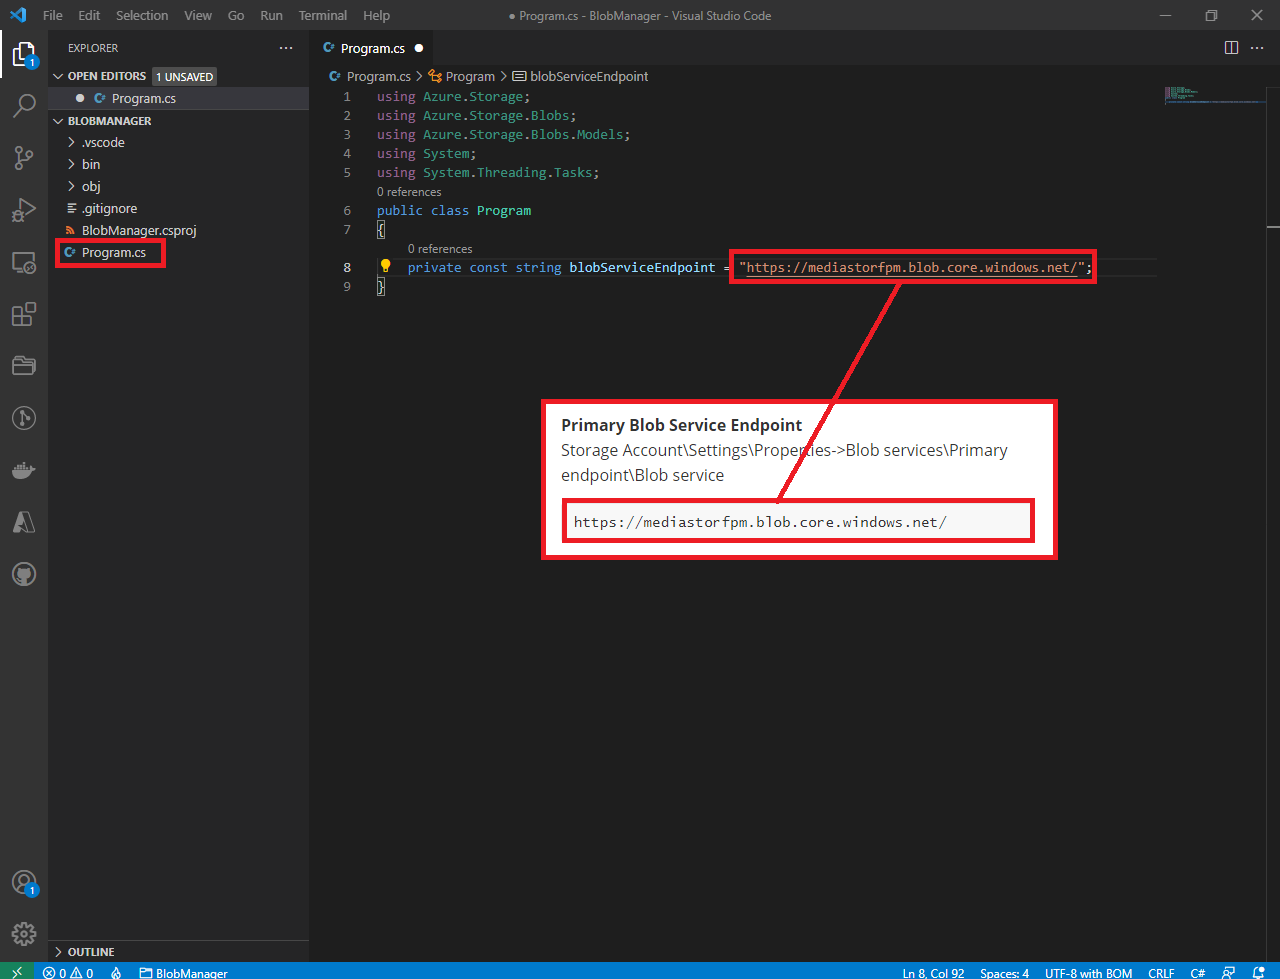 File Edit Selection View Go Run Terminal Help
● Program.cs - BlobManager - Visual Studio Code
EXPLORER
OPEN EDITORS 1 UNSAVED
Program.cs
BLOBMANAGER
.vscode
bin
obj
.gitignore
BlobManager.csproj
Program.cs
OUTLINE
1
1
Program.cs
Program.cs > Program > blobServiceEndpoint
1 using Azure.Storage;
2 using Azure.Storage.Blobs;
3 using Azure.Storage.Blobs.Models;
4 using System;
5 using System.Threading.Tasks;
0 references
6 public class Program
7 {
0 references
8 private const string blobServiceEndpoint = "https://mediastorfpm.blob.core.windows.net/";
9 }
Primary Blob Service Endpoint
Storage Account\Settings\Properties->Blob services\Primary
endpoint\Blob service
https://mediastorfpm.blob.core.windows.net/
0 0 BlobManager Ln 8, Col 92 Spaces: 4 UTF-8 with BOM CRLF C#